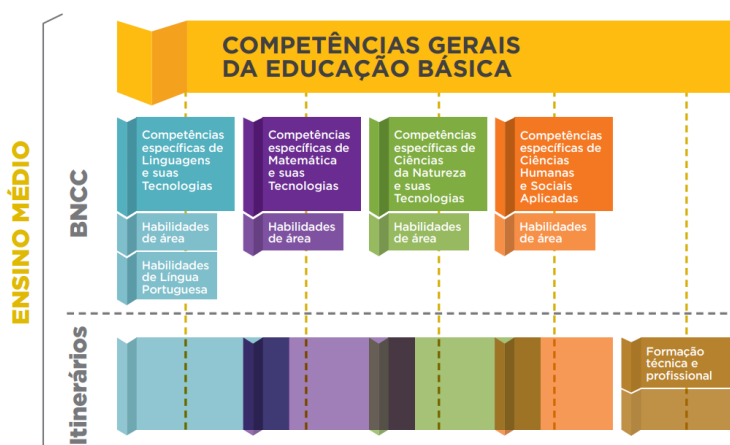 COMPETÊNCIAS GERAIS
DA EDUCAÇÃO BÁSICA
ENSINO MÉDIO
BNCC
Competências
específicas de
Linguagens
e suas
Tecnologias
Habilidades
de área
Habilidades
de Língua
Portuguesa
Competências
específicas de
Matemática
e suas
Tecnologias
Habilidades
de área
Competências
específicas de
Ciências
da Natureza
e suas
Tecnologias
Habilidades
de área
Competências
específicas de
Ciências
Humanas
e Sociais
Aplicadas
Habilidades
de área
Itinerários
Formação
técnica e
profissional